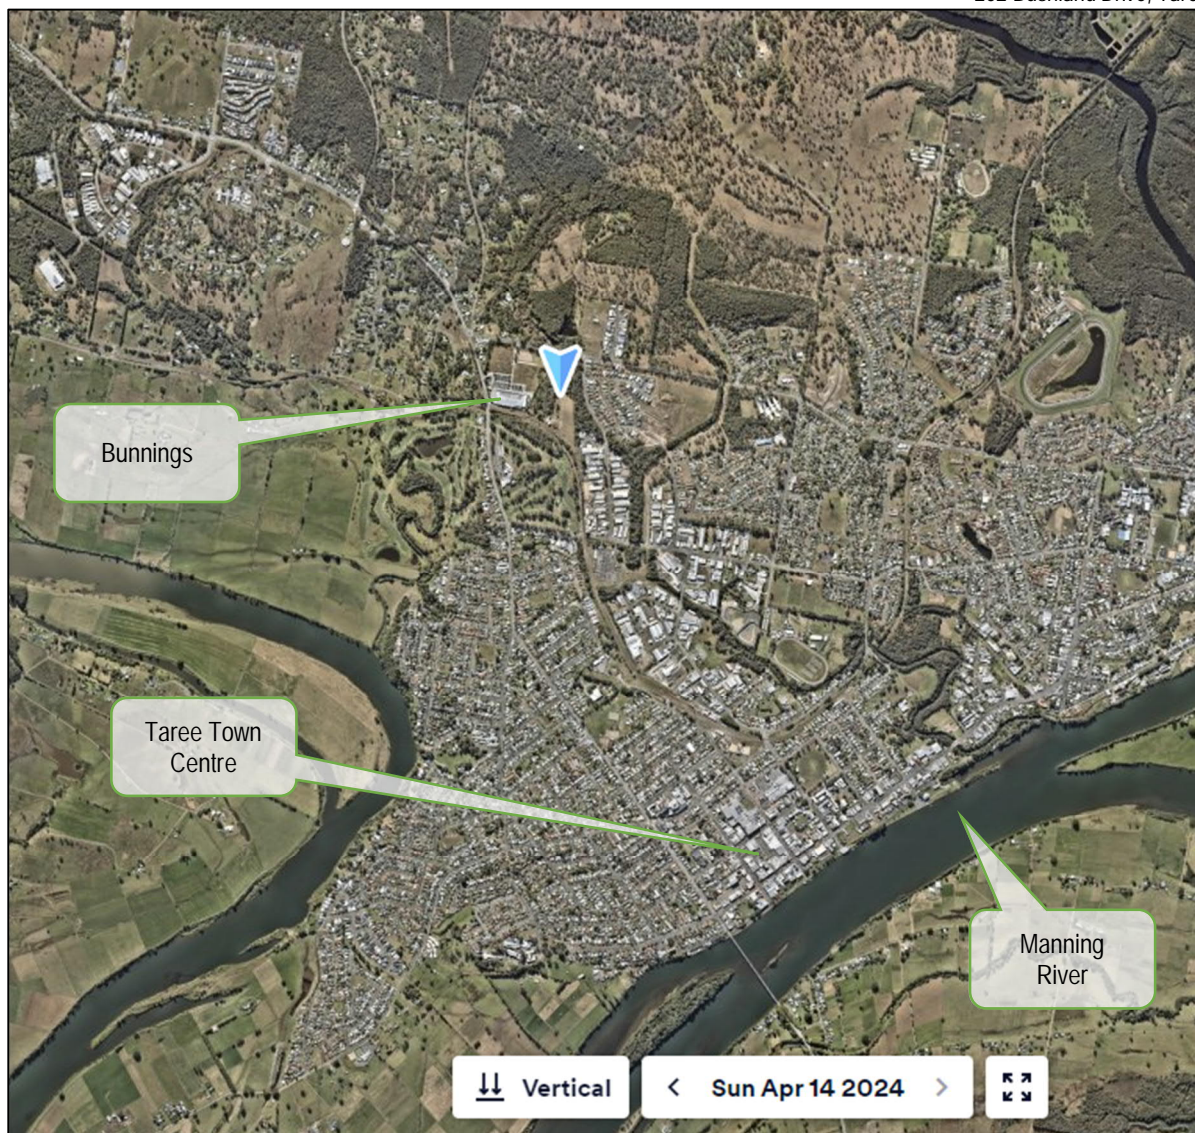 Bunnings
Taree Town
Centre
Manning
River
Vertical
Sun Apr 14 2024